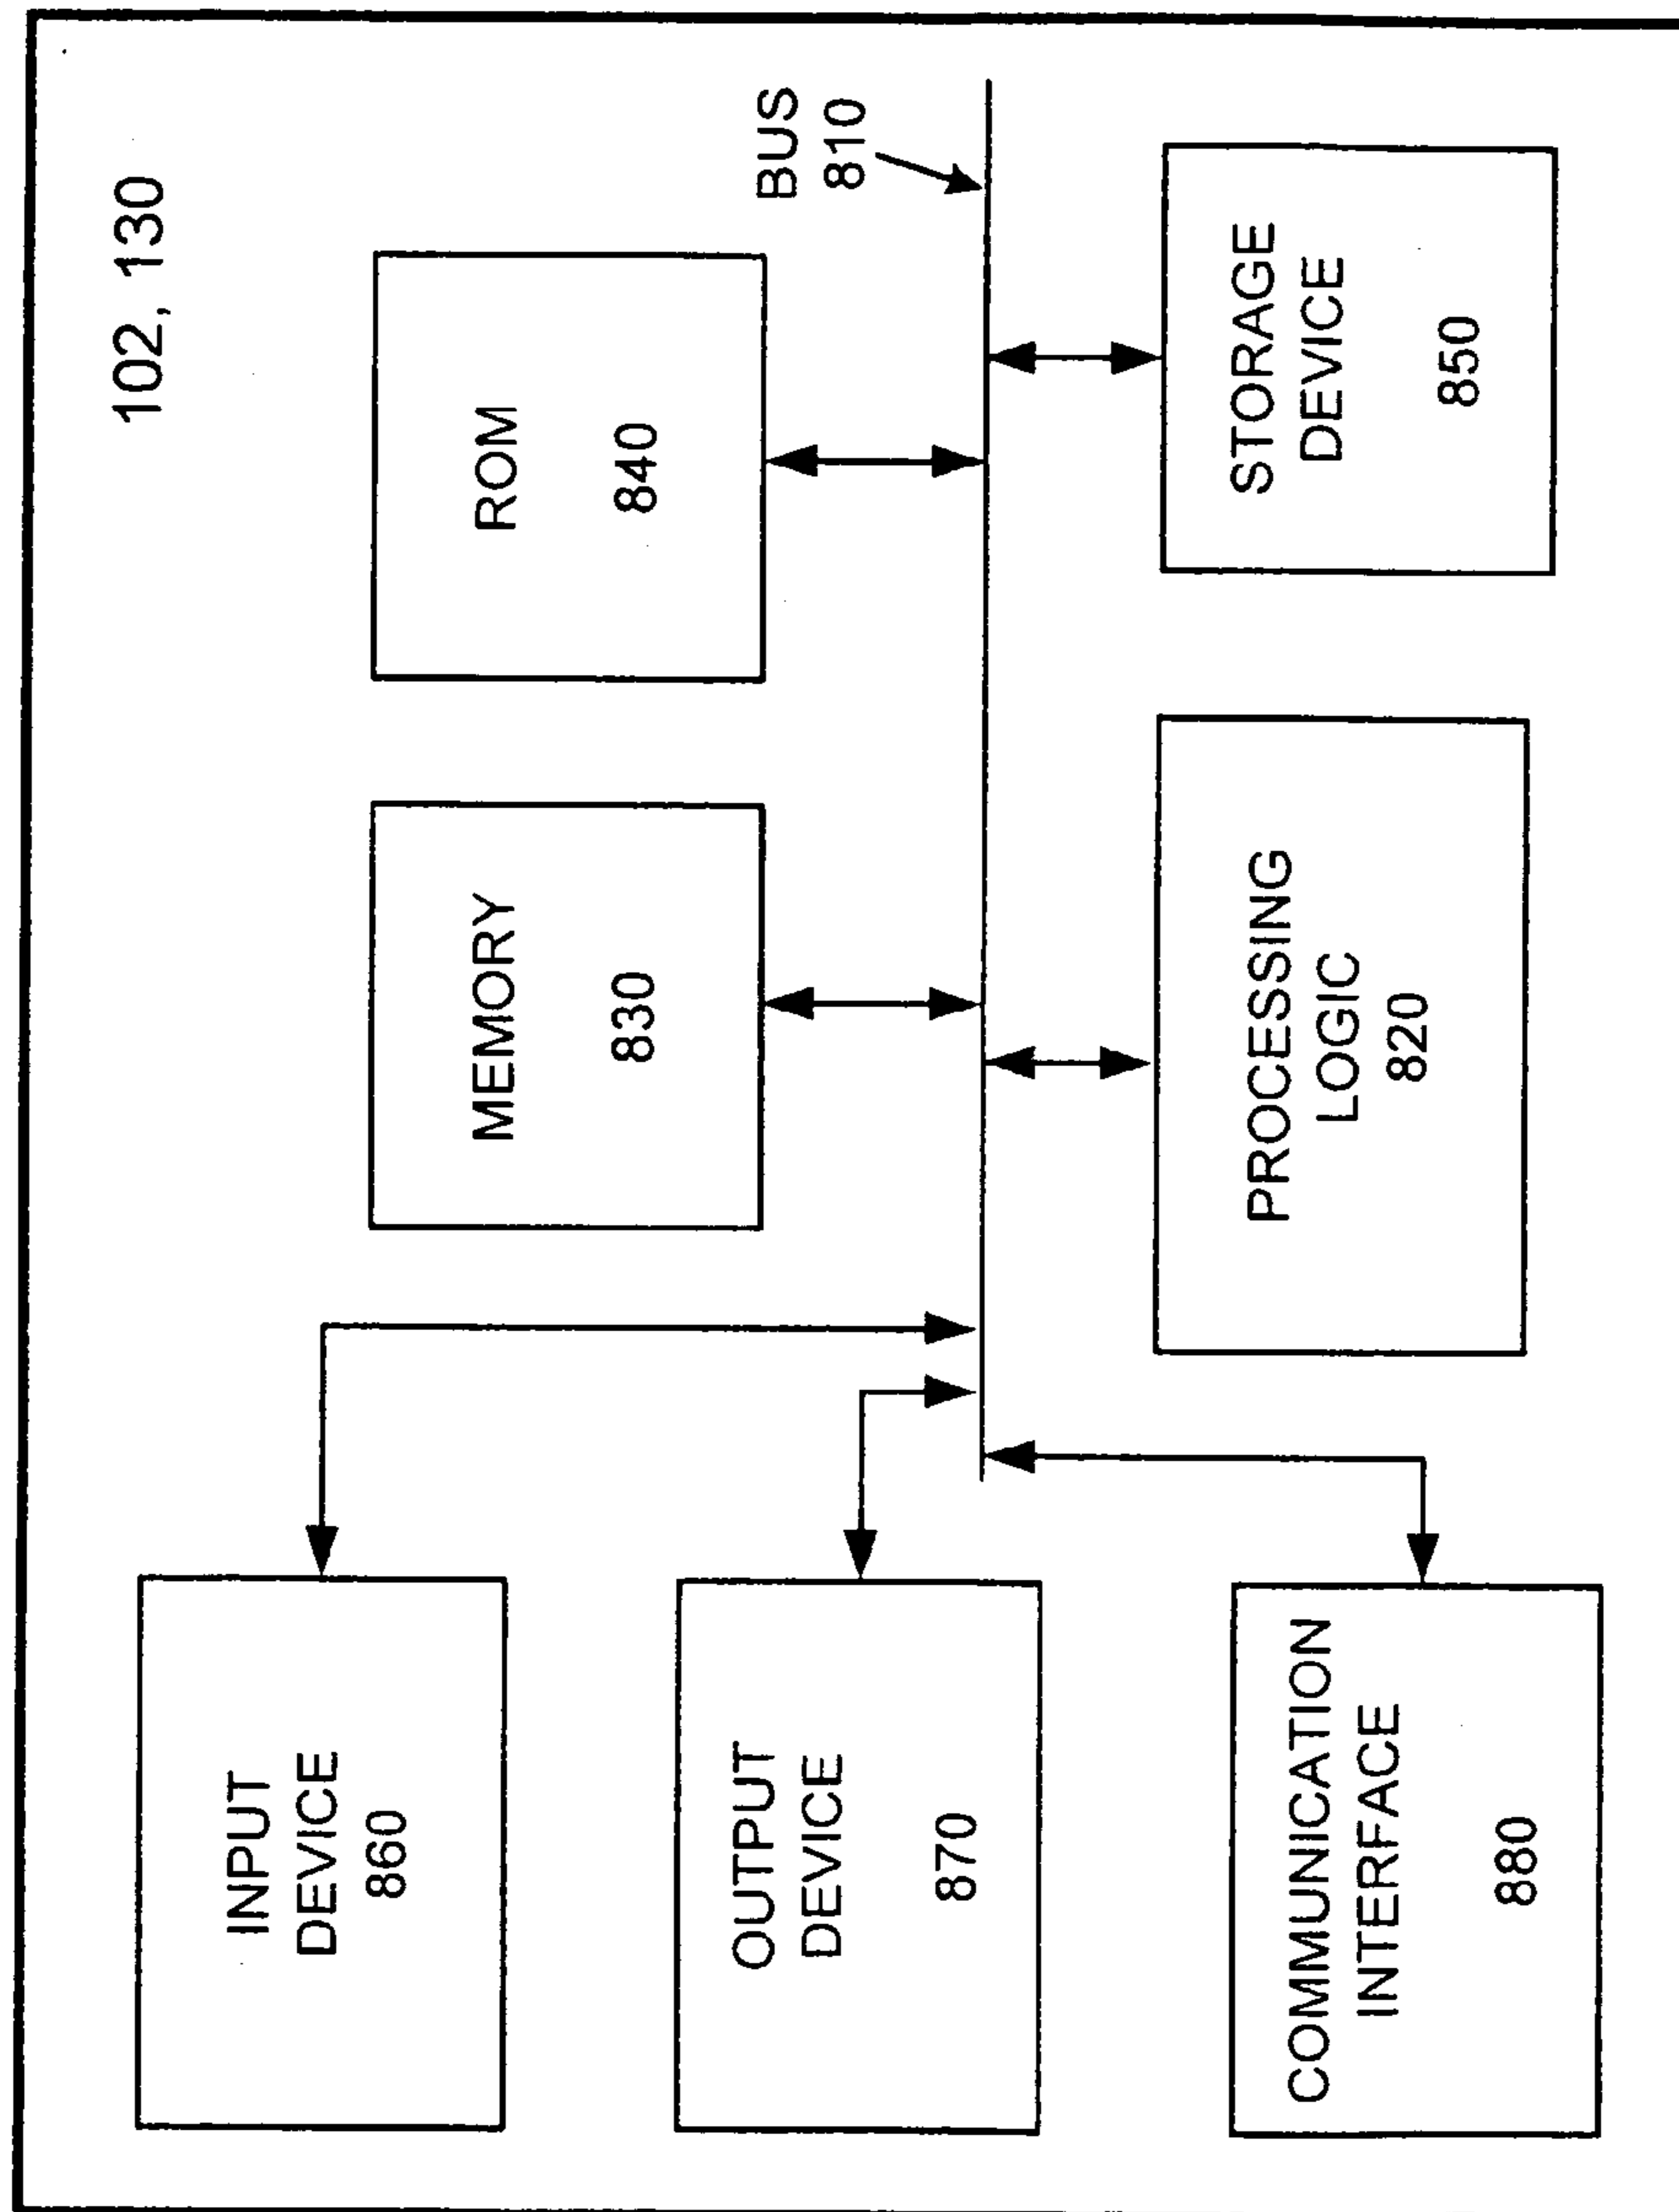 102, 130
INPUT
DEVICE
860
MEMORY
830
ROM
840
OUTPUT
DEVICE
870
BUS
810
COMMUNICATION
INTERFACE
880
PROCESSING
LOGIC
820
STORAGE
DEVICE
850